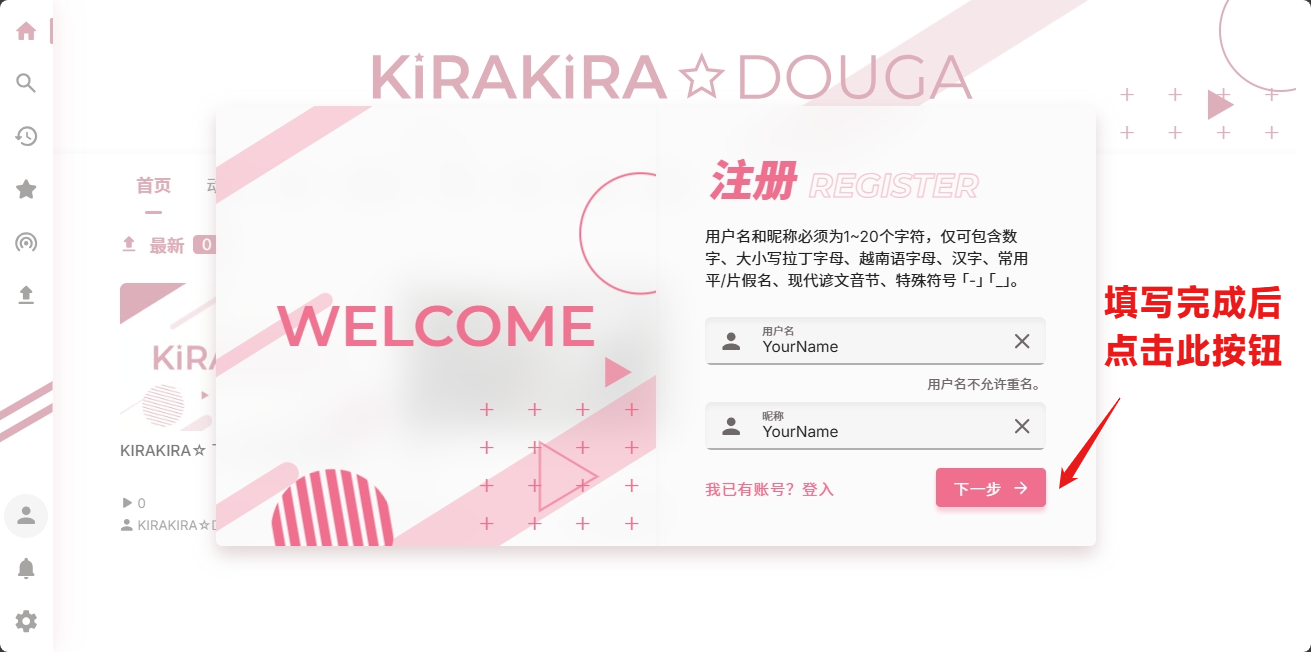 KiRAKiRA☆DOUGA
首页
最新 0
KiRA
KIRAKIRA☆
0
KIRAKIRA☆D
WELCOME
注册 REGISTER
用户名和昵称必须为1~20个字符，仅可包含数
字、大小写拉丁字母、越南语字母、汉字、常用
平/片假名、现代谚文音节、特殊符号「-」「_」。
用户名
YourName
用户名不允许重名。
昵称
YourName
我已有账号？登入
下一步
填写完成后
点击此按钮